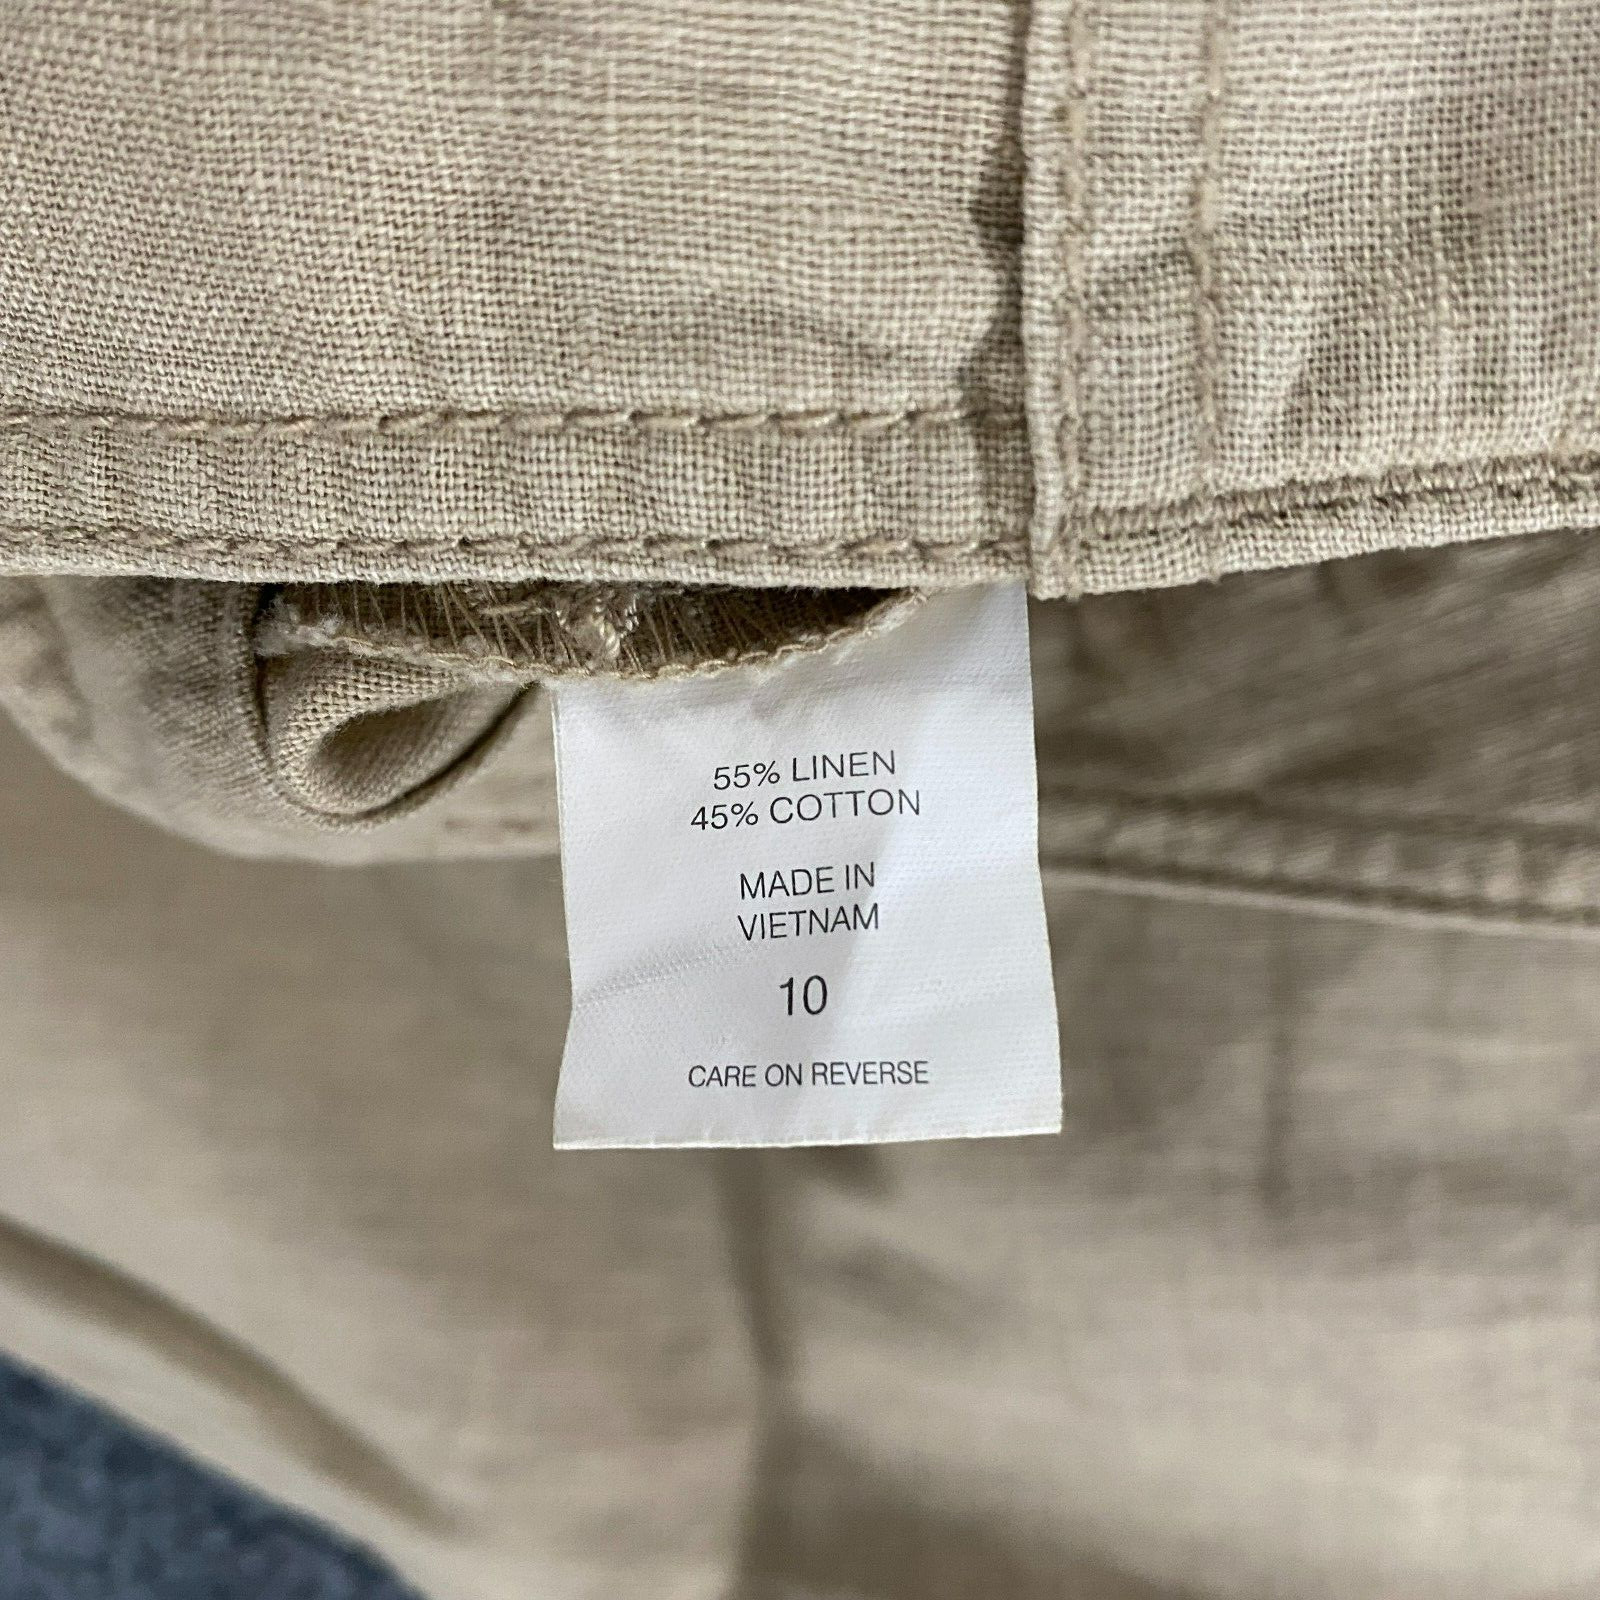 55% LINEN
45% COTTON
MADE IN
VIETNAM
10
CARE ON REVERSE